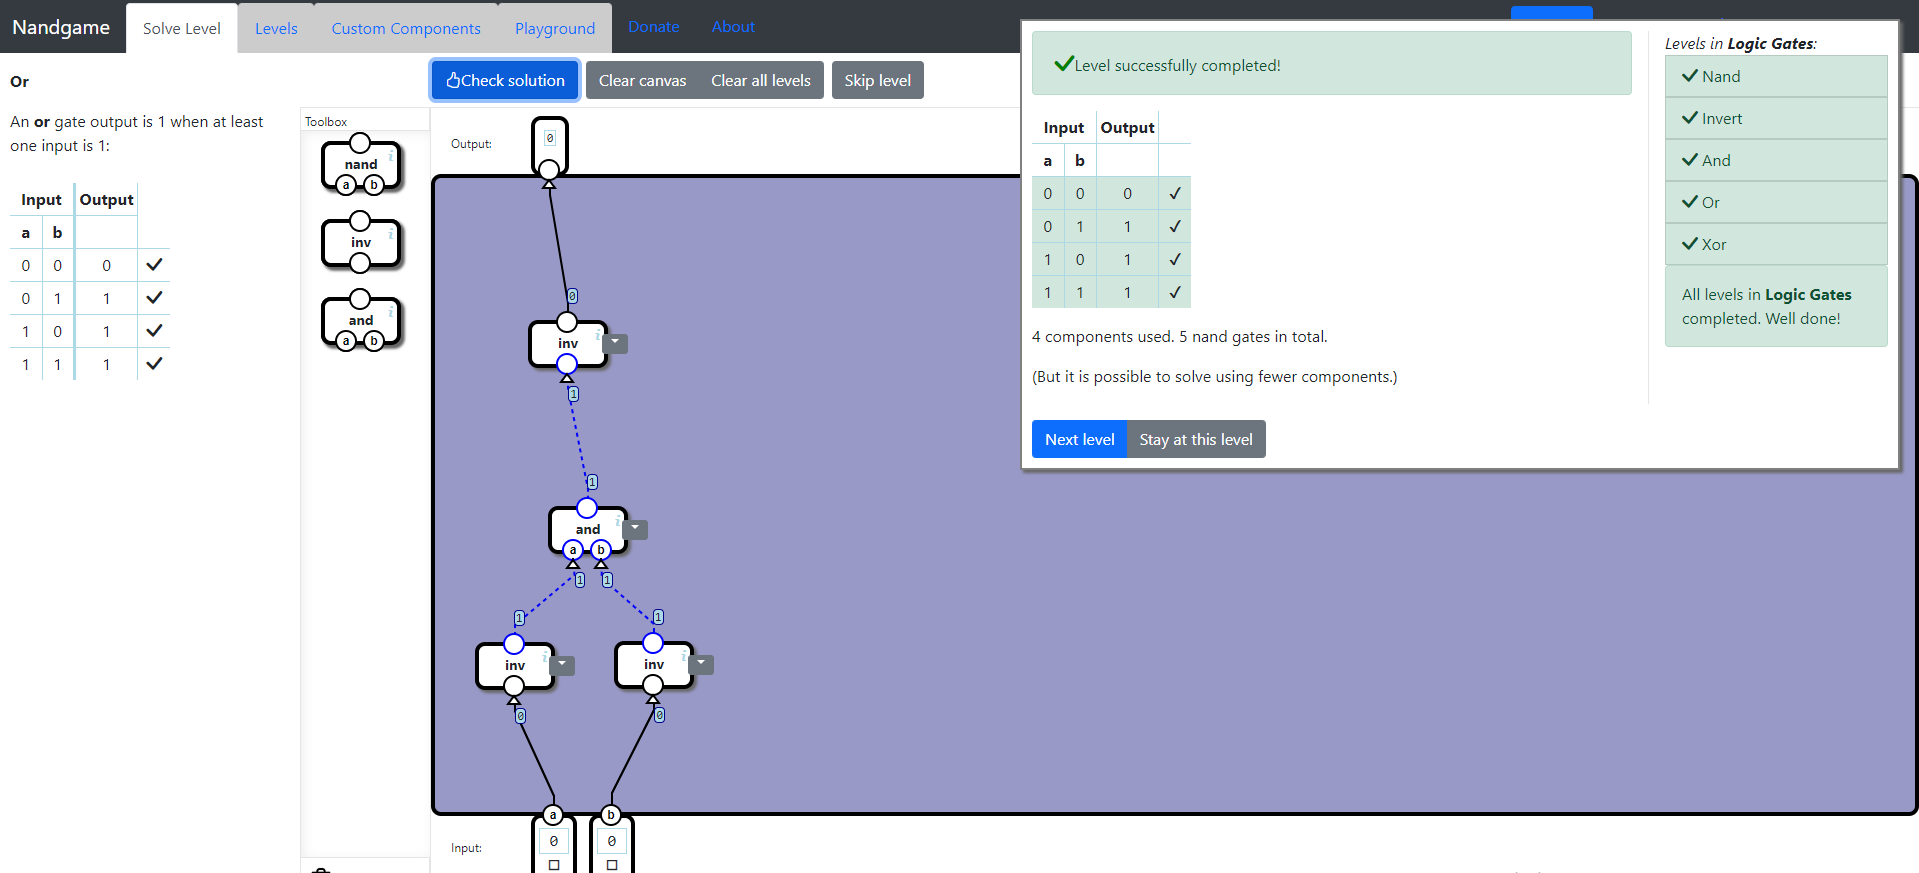 Nandgame Solve Level Levels Custom Components Playground Donate About
Or
An or gate output is 1 when at least
one input is 1:
Input Output
a b
0 0 0 ✓
0 1 1 ✓
1 0 1 ✓
1 1 1 ✓
Check solution Clear canvas Clear all levels Skip level
Toolbox
nand i
a b
inv i
and i
a b
Output:
0
0
inv i
1
1
and i
a b
1 1
1 1
inv i inv i
0 0
a b
Input: 0 0
✓Level successfully completed!
Input Output
a b
0 0 0 ✓
0 1 1 ✓
1 0 1 ✓
1 1 1 ✓
4 components used. 5 nand gates in total.
(But it is possible to solve using fewer components.)
Next level Stay at this level
Levels in Logic Gates:
✓ Nand
✓ Invert
✓ And
✓ Or
✓ Xor
All levels in Logic Gates
completed. Well done!